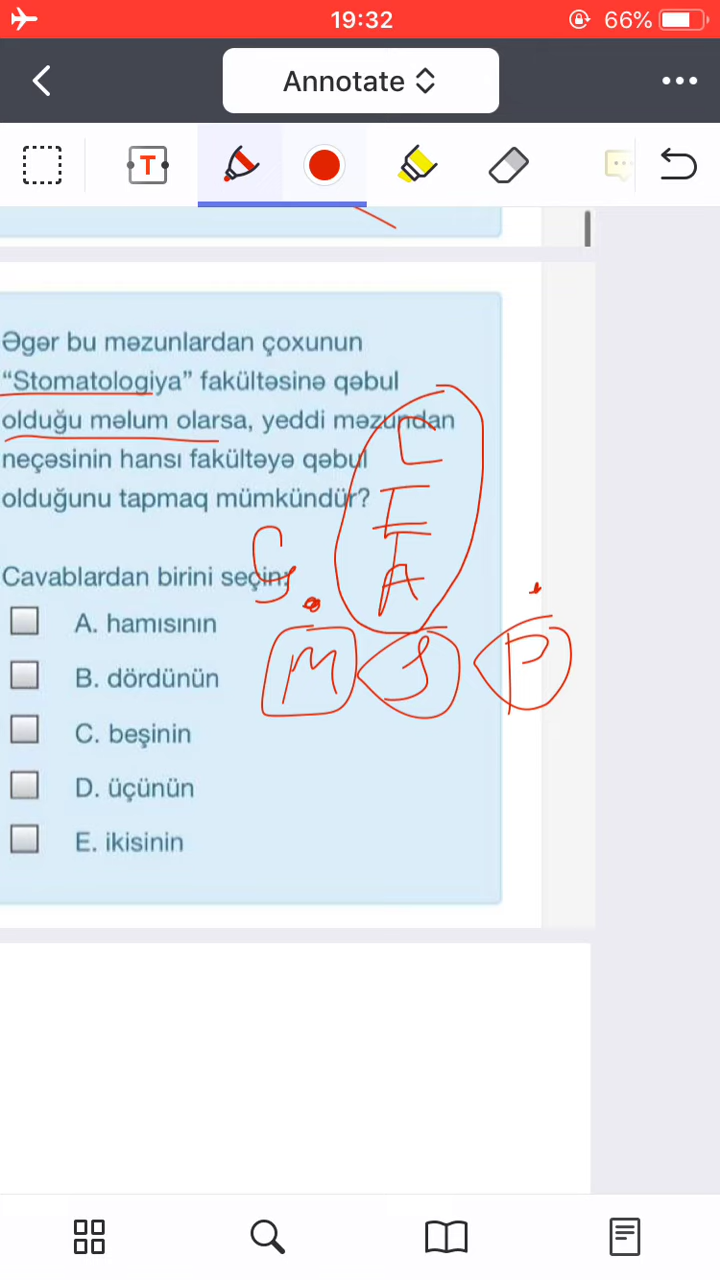 19:32
66%
Annotate
T
Əgər bu məzunlardan çoxunun
“Stomatologiya” fakültəsinə qəbul
olduğu məlum olarsa, yeddi məzundan
neçəsinin hansı fakültəyə qəbul
olduğunu tapmaq mümkündür?
Cavablardan birini seçin:
A. hamısının
B. dördünün
C. beşinin
D. üçünün
E. ikisinin
A
M
P